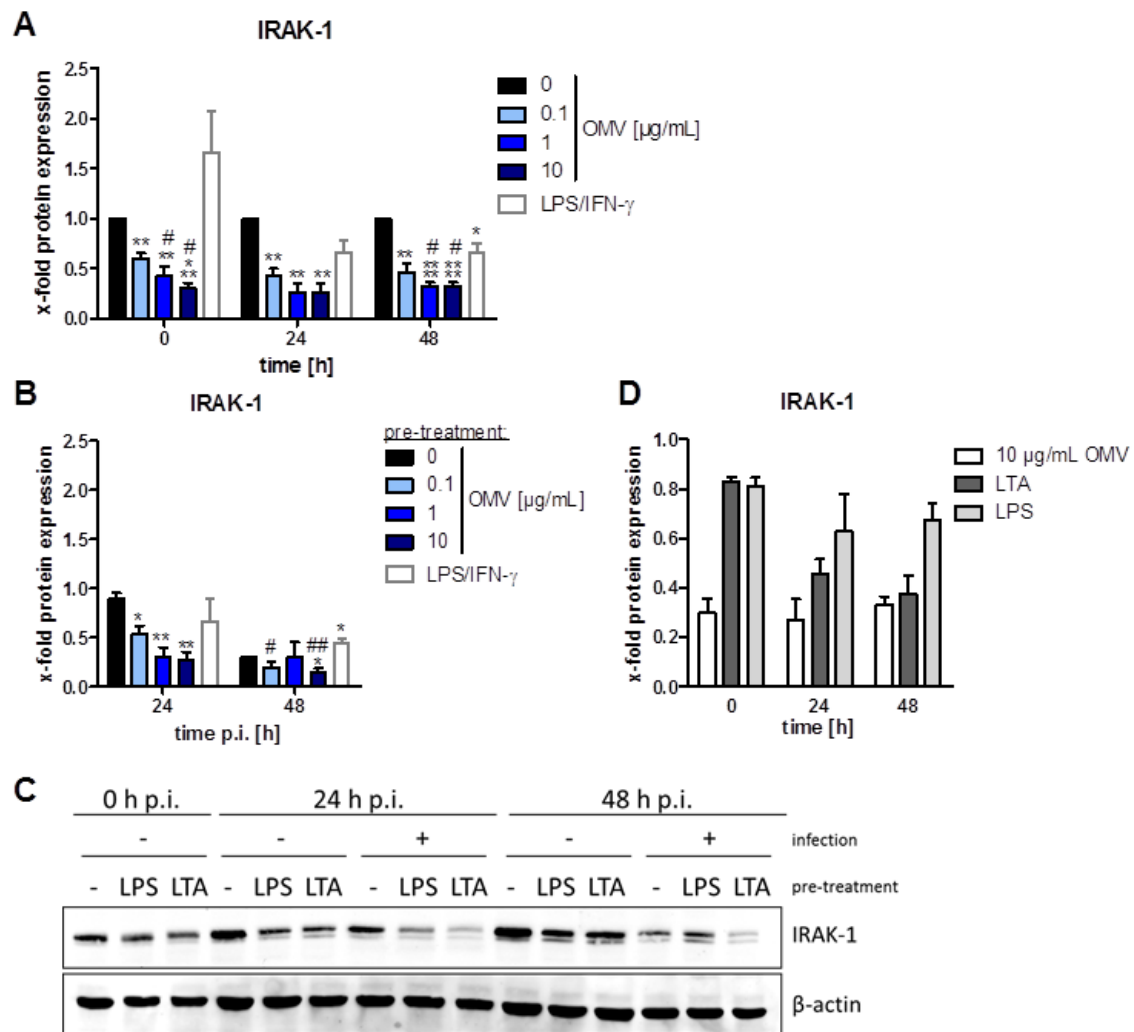 A
IRAK-1
x-fold protein expression
2.5
2.0
1.5
1.0
0.5
0.0
** # ** # * ** ** ** ** ** # ** ** # ** ** *
0 24 48
time [h]
0
0.1
1
10
OMV [µg/mL]
LPS/IFN-γ
B
IRAK-1
x-fold protein expression
2.5
2.0
1.5
1.0
0.5
0.0
* ** ** # ## * *
24 48
time p.i. [h]
pre-treatment:
0
0.1
1
10
OMV [µg/mL]
LPS/IFN-γ
D
IRAK-1
x-fold protein expression
1.0
0.8
0.6
0.4
0.2
0.0
0 24 48
time [h]
10 µg/mL OMV
LTA
LPS
C
0 h p.i. 24 h p.i. 48 h p.i.
- - + - + infection
- LPS LTA - LPS LTA - LPS LTA - LPS LTA - LPS LTA pre-treatment
IRAK-1
β-actin